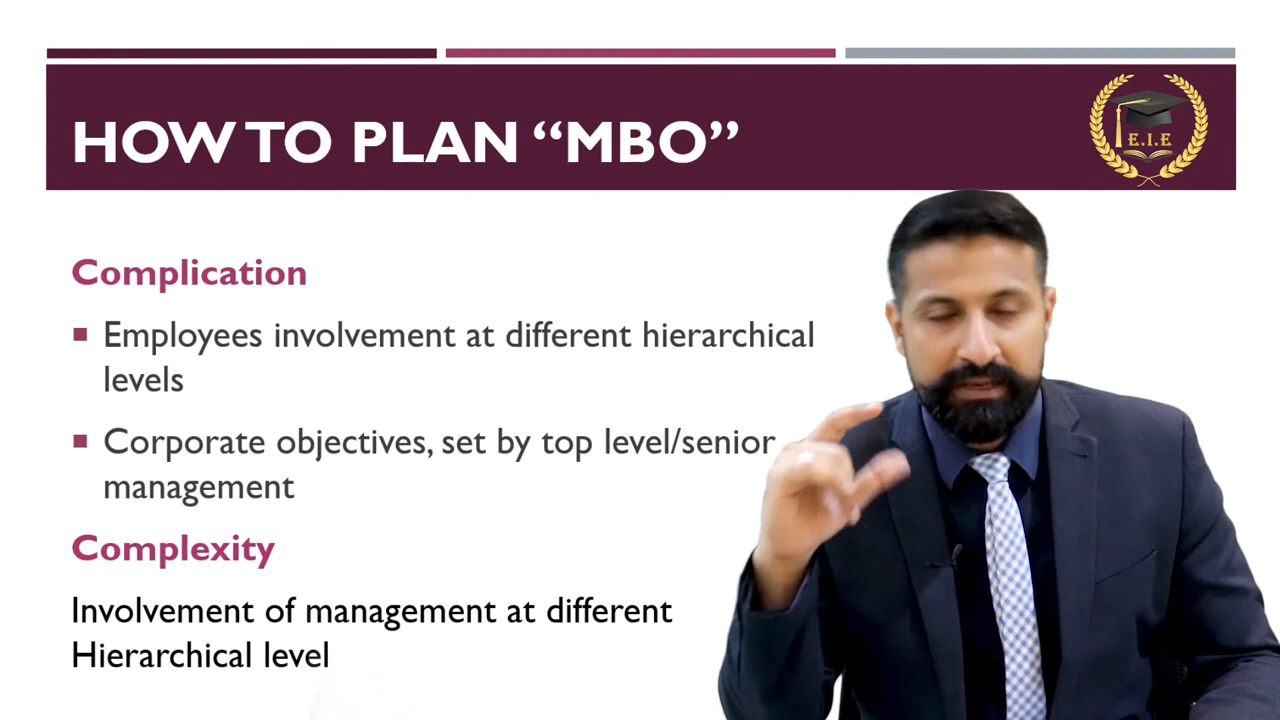 HOW TO PLAN “MBO”
E.I.E
Complication
Employees involvement at different hierarchical
levels
Corporate objectives, set by top level/senior
management
Complexity
Involvement of management at different
Hierarchical level